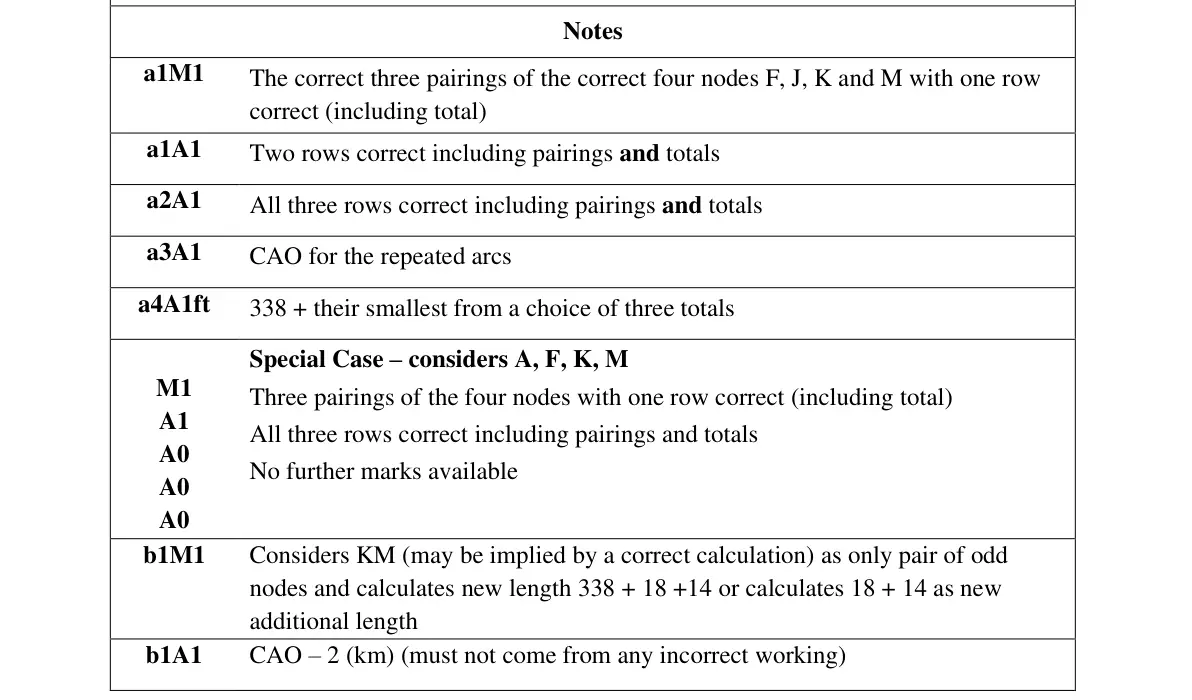 Notes
a1M1 The correct three pairings of the correct four nodes F, J, K and M with one row
correct (including total)
a1A1 Two rows correct including pairings and totals
a2A1 All three rows correct including pairings and totals
a3A1 CAO for the repeated arcs
a4A1ft 338 + their smallest from a choice of three totals
Special Case – considers A, F, K, M
M1 Three pairings of the four nodes with one row correct (including total)
A1 All three rows correct including pairings and totals
A0 No further marks available
A0
A0
b1M1 Considers KM (may be implied by a correct calculation) as only pair of odd
nodes and calculates new length 338 + 18 +14 or calculates 18 + 14 as new
additional length
b1A1 CAO – 2 (km) (must not come from any incorrect working)